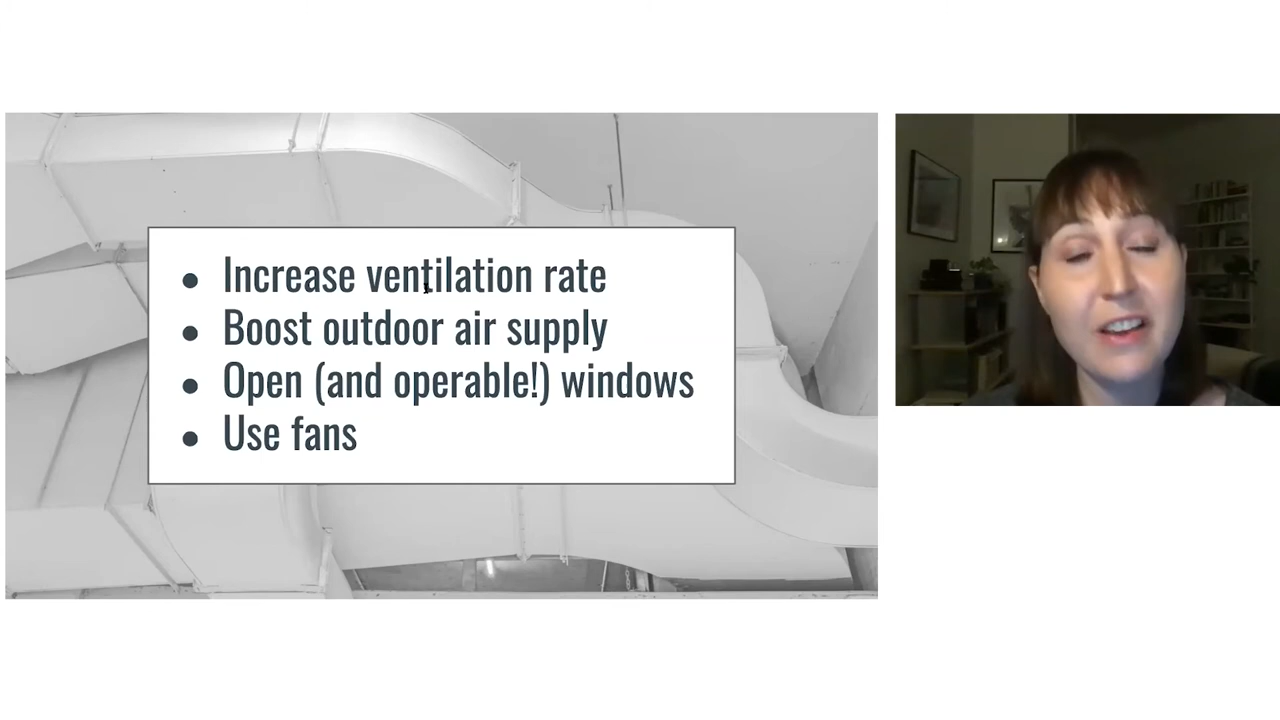 ● Increase ventilation rate
● Boost outdoor air supply
● Open (and operable!) windows
● Use fans